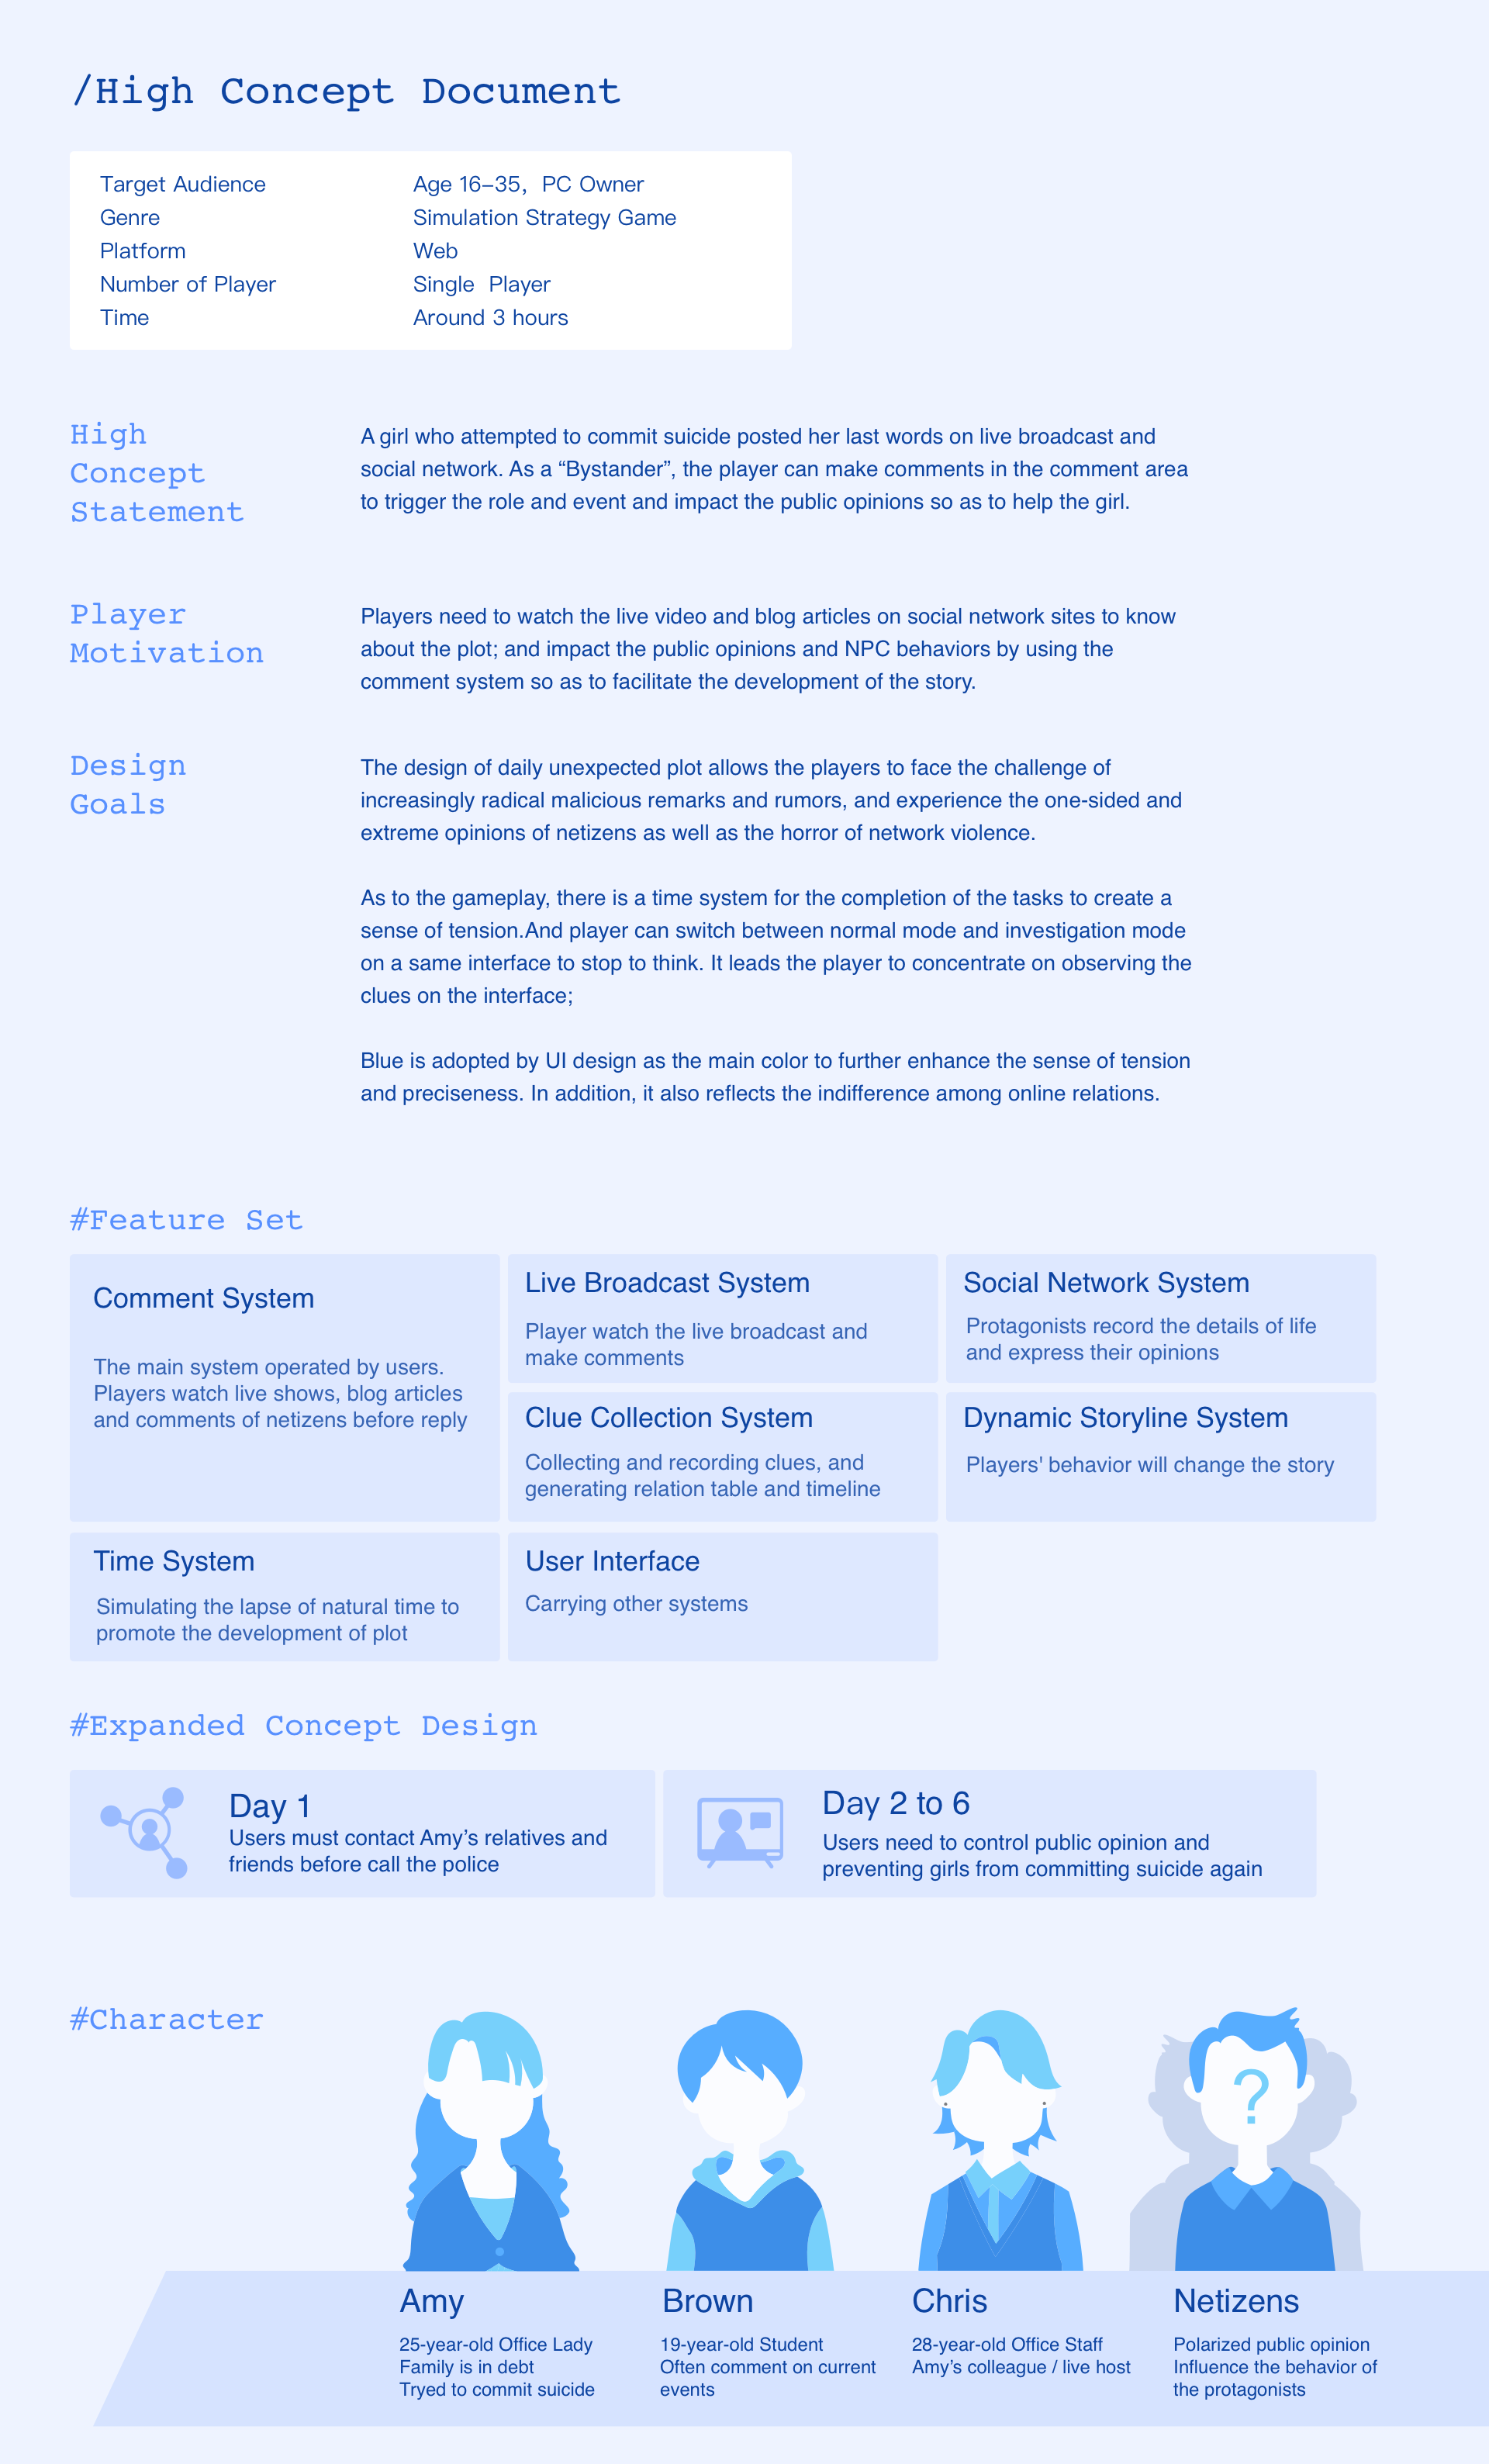 /High Concept Document
Target Audience
Age 16–35, PC Owner
Genre
Simulation Strategy Game
Platform
Web
Number of Player
Single Player
Time
Around 3 hours
High
Concept
Statement
A girl who attempted to commit suicide posted her last words on live broadcast and
social network. As a “Bystander”, the player can make comments in the comment area
to trigger the role and event and impact the public opinions so as to help the girl.
Player
Motivation
Players need to watch the live video and blog articles on social network sites to know
about the plot; and impact the public opinions and NPC behaviors by using the
comment system so as to facilitate the development of the story.
Design
Goals
The design of daily unexpected plot allows the players to face the challenge of
increasingly radical malicious remarks and rumors, and experience the one-sided and
extreme opinions of netizens as well as the horror of network violence.
As to the gameplay, there is a time system for the completion of the tasks to create a
sense of tension.And player can switch between normal mode and investigation mode
on a same interface to stop to think. It leads the player to concentrate on observing the
clues on the interface;
Blue is adopted by UI design as the main color to further enhance the sense of tension
and preciseness. In addition, it also reflects the indifference among online relations.
#Feature Set
Comment System
The main system operated by users.
Players watch live shows, blog articles
and comments of netizens before reply
Live Broadcast System
Player watch the live broadcast and
make comments
Social Network System
Protagonists record the details of life
and express their opinions
Clue Collection System
Collecting and recording clues, and
generating relation table and timeline
Dynamic Storyline System
Players' behavior will change the story
Time System
Simulating the lapse of natural time to
promote the development of plot
User Interface
Carrying other systems
#Expanded Concept Design
Day 1
Users must contact Amy’s relatives and
friends before call the police
Day 2 to 6
Users need to control public opinion and
preventing girls from committing suicide again
#Character
?
Amy
25-year-old Office Lady
Family is in debt
Tryed to commit suicide
Brown
19-year-old Student
Often comment on current
events
Chris
28-year-old Office Staff
Amy’s colleague / live host
Netizens
Polarized public opinion
Influence the behavior of
the protagonists